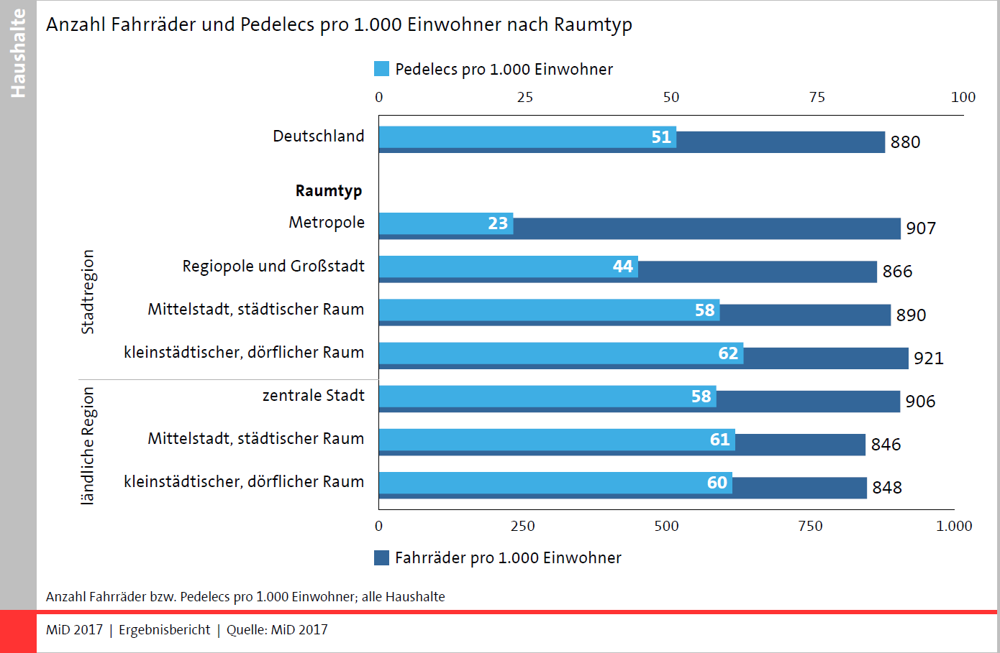 Haushalte
Anzahl Fahrräder und Pedelecs pro 1.000 Einwohner nach Raumtyp
Pedelecs pro 1.000 Einwohner
0 25 50 75 100
Deutschland 51 880
Raumtyp
Stadtregion
Metropole 23 907
Regiopole und Großstadt 44 866
Mittelstadt, städtischer Raum 58 890
kleinstädtischer, dörflicher Raum 62 921
ländliche Region
zentrale Stadt 58 906
Mittelstadt, städtischer Raum 61 846
kleinstädtischer, dörflicher Raum 60 848
0 250 500 750 1.000
Fahrräder pro 1.000 Einwohner
Anzahl Fahrräder bzw. Pedelecs pro 1.000 Einwohner; alle Haushalte
MiD 2017 | Ergebnisbericht | Quelle: MiD 2017